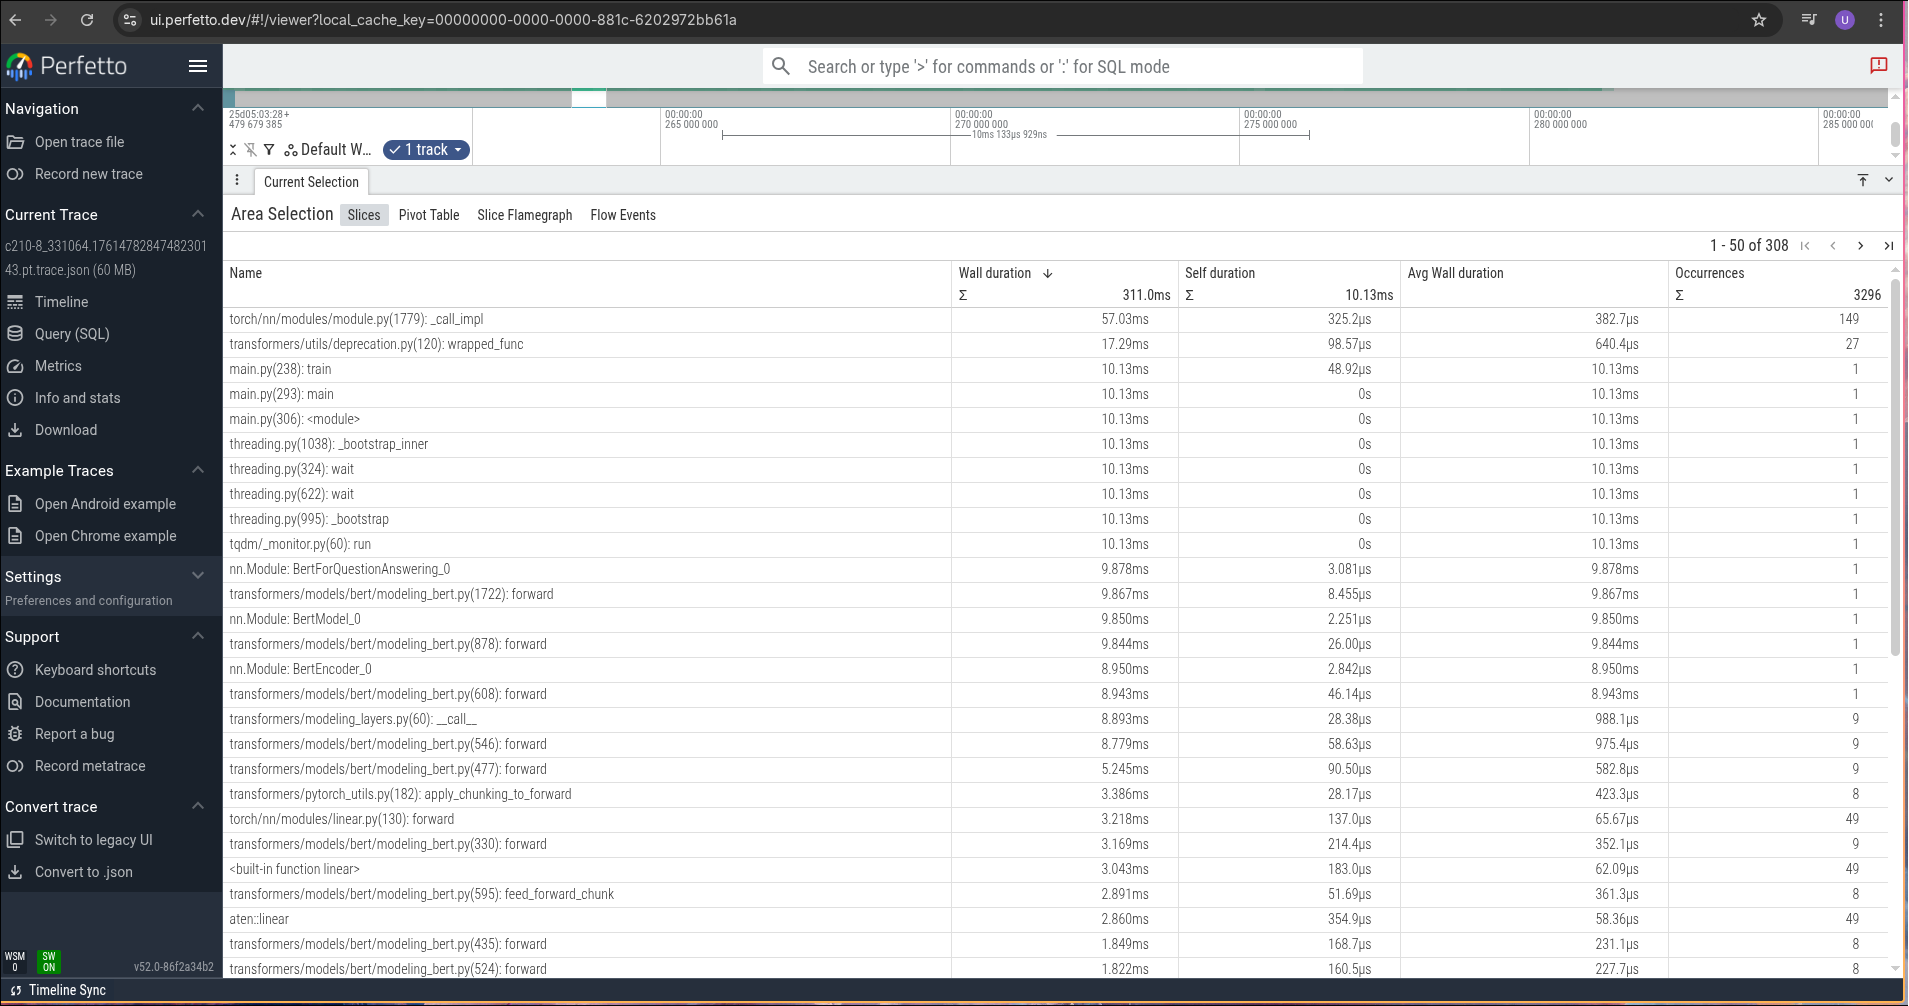 ui.perfetto.dev/#!/viewer?local_cache_key=00000000-0000-0000-881c-6202972bb61a
U
Perfetto
Search or type '>' for commands or ':' for SQL mode
Navigation
Open trace file
Record new trace
Current Trace
c210-8_331064.17614782847482301
43.pt.trace.json (60 MB)
Timeline
Query (SQL)
Metrics
Info and stats
Download
Example Traces
Open Android example
Open Chrome example
Settings
Preferences and configuration
Support
Keyboard shortcuts
Documentation
Report a bug
Record metatrace
Convert trace
Switch to legacy UI
Convert to .json
WSM
0
SW
ON
v52.0-86f2a34b2
Timeline Sync
25d05:03:28+
479 679 385
00:00:00
265 000 000
00:00:00
270 000 000
00:00:00
275 000 000
00:00:00
280 000 000
00:00:00
285 000
10ms 133µs 929ns
Default W... 1 track
Current Selection
Area Selection Slices Pivot Table Slice Flamegraph Flow Events
1 - 50 of 308
Name Wall duration Self duration Avg Wall duration Occurrences
Σ 311.0ms Σ 10.13ms Σ 3296
torch/nn/modules/module.py(1779): _call_impl 57.03ms 325.2µs 382.7µs 149
transformers/utils/deprecation.py(120): wrapped_func 17.29ms 98.57µs 640.4µs 27
main.py(238): train 10.13ms 48.92µs 10.13ms 1
main.py(293): main 10.13ms 0s 10.13ms 1
main.py(306): <module> 10.13ms 0s 10.13ms 1
threading.py(1038): _bootstrap_inner 10.13ms 0s 10.13ms 1
threading.py(324): wait 10.13ms 0s 10.13ms 1
threading.py(622): wait 10.13ms 0s 10.13ms 1
threading.py(995): _bootstrap 10.13ms 0s 10.13ms 1
tqdm/_monitor.py(60): run 10.13ms 0s 10.13ms 1
nn.Module: BertForQuestionAnswering_0 9.878ms 3.081µs 9.878ms 1
transformers/models/bert/modeling_bert.py(1722): forward 9.867ms 8.455µs 9.867ms 1
nn.Module: BertModel_0 9.850ms 2.251µs 9.850ms 1
transformers/models/bert/modeling_bert.py(878): forward 9.844ms 26.00µs 9.844ms 1
nn.Module: BertEncoder_0 8.950ms 2.842µs 8.950ms 1
transformers/models/bert/modeling_bert.py(608): forward 8.943ms 46.14µs 8.943ms 1
transformers/modeling_layers.py(60): __call__ 8.893ms 28.38µs 988.1µs 9
transformers/models/bert/modeling_bert.py(546): forward 8.779ms 58.63µs 975.4µs 9
transformers/models/bert/modeling_bert.py(477): forward 5.245ms 90.50µs 582.8µs 9
transformers/pytorch_utils.py(182): apply_chunking_to_forward 3.386ms 28.17µs 423.3µs 8
torch/nn/modules/linear.py(130): forward 3.218ms 137.0µs 65.67µs 49
transformers/models/bert/modeling_bert.py(330): forward 3.169ms 214.4µs 352.1µs 9
<built-in function linear> 3.043ms 183.0µs 62.09µs 49
transformers/models/bert/modeling_bert.py(595): feed_forward_chunk 2.891ms 51.69µs 361.3µs 8
aten::linear 2.860ms 354.9µs 58.36µs 49
transformers/models/bert/modeling_bert.py(435): forward 1.849ms 168.7µs 231.1µs 8
transformers/models/bert/modeling_bert.py(524): forward 1.822ms 160.5µs 227.7µs 8